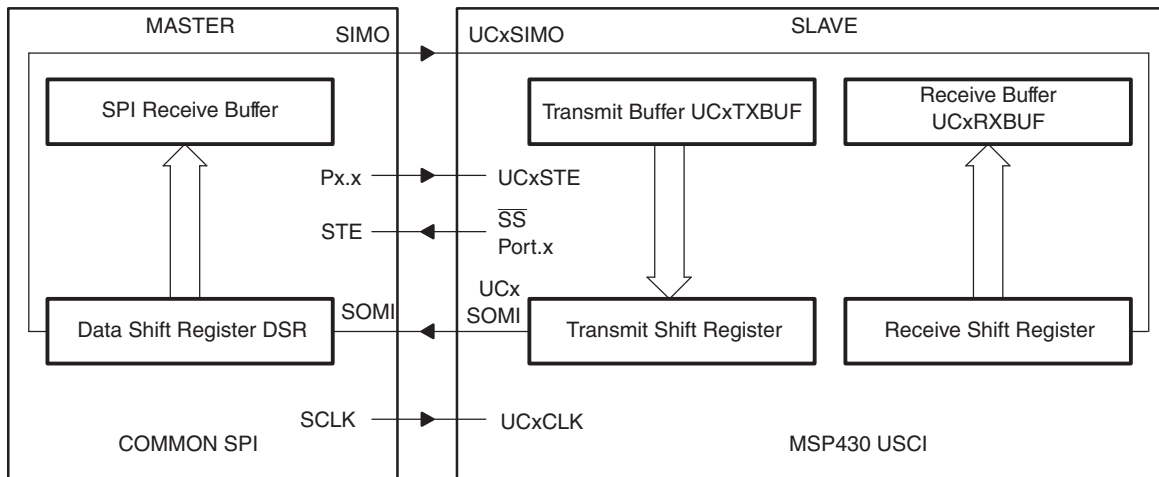 MASTER
SLAVE
SIMO
UCxSIMO
SPI Receive Buffer
Transmit Buffer UCxTXBUF
Receive Buffer
UCxRXBUF
Px.x
UCxSTE
STE
SS
Port.x
SOMI
UCx
SOMI
Data Shift Register DSR
Transmit Shift Register
Receive Shift Register
SCLK
UCxCLK
COMMON SPI
MSP430 USCI